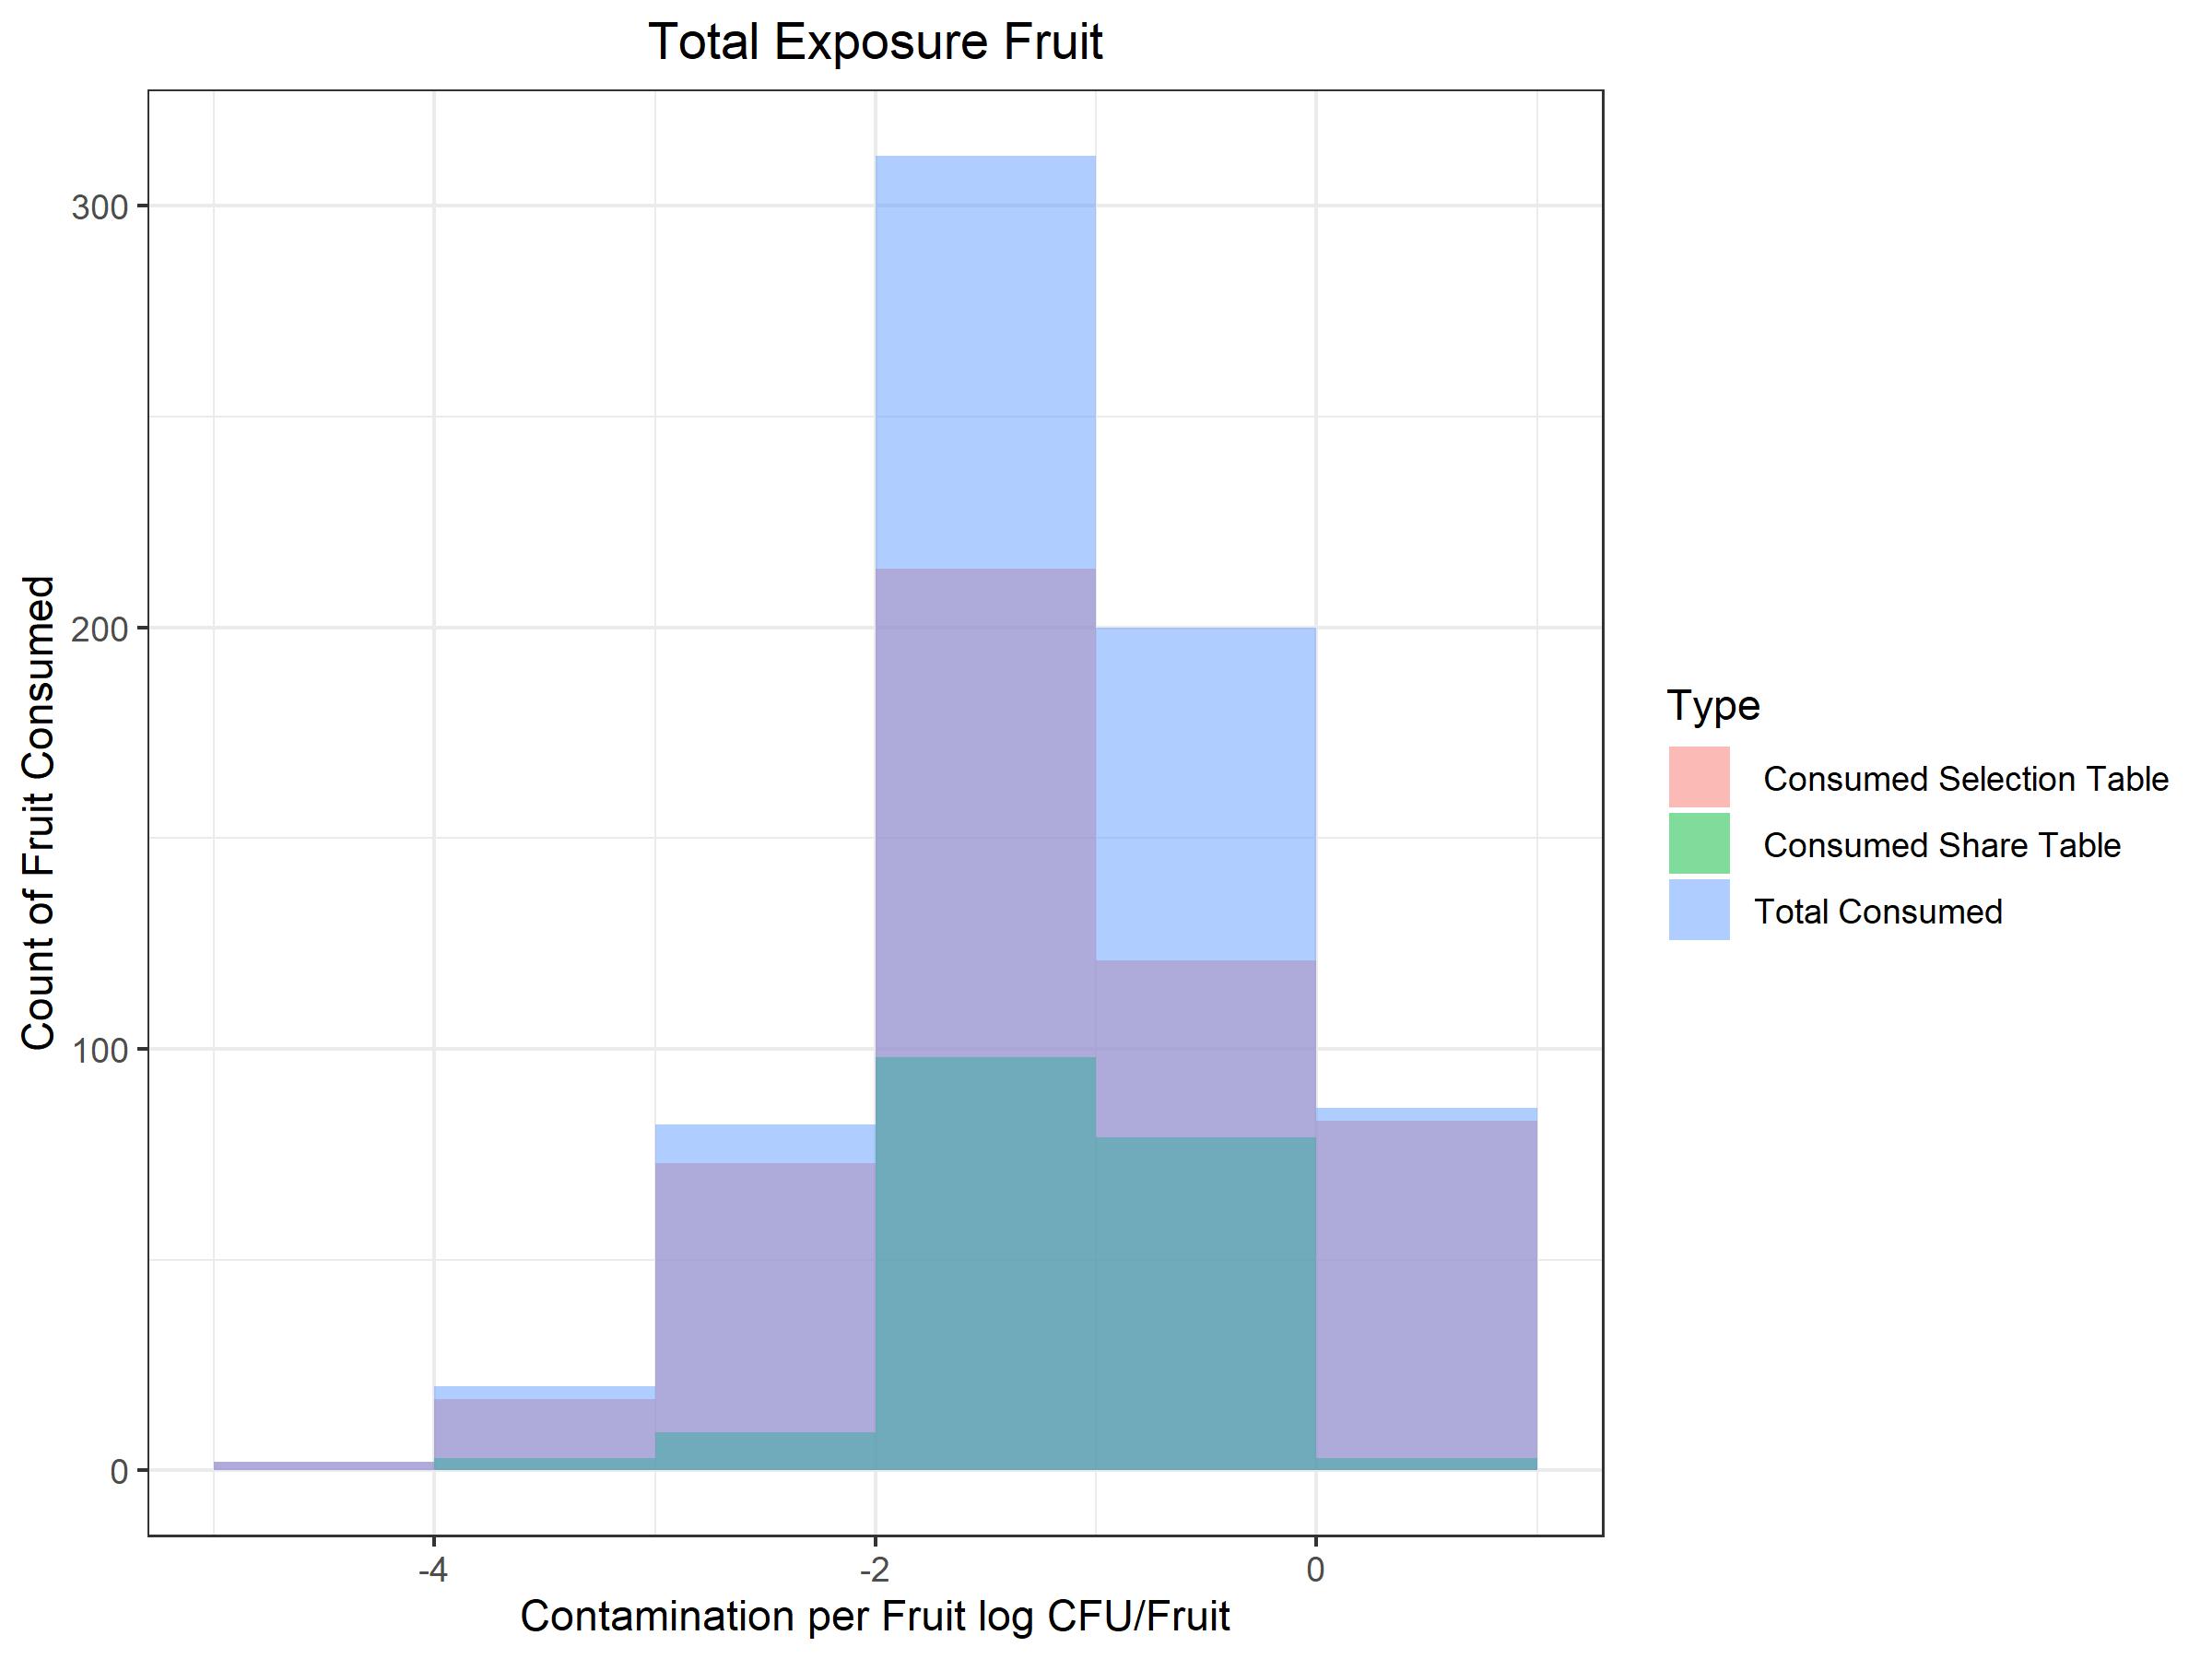 Total Exposure Fruit
300
200
100
0
Count of Fruit Consumed
-4
-2
0
Contamination per Fruit log CFU/Fruit
Type
Consumed Selection Table
Consumed Share Table
Total Consumed